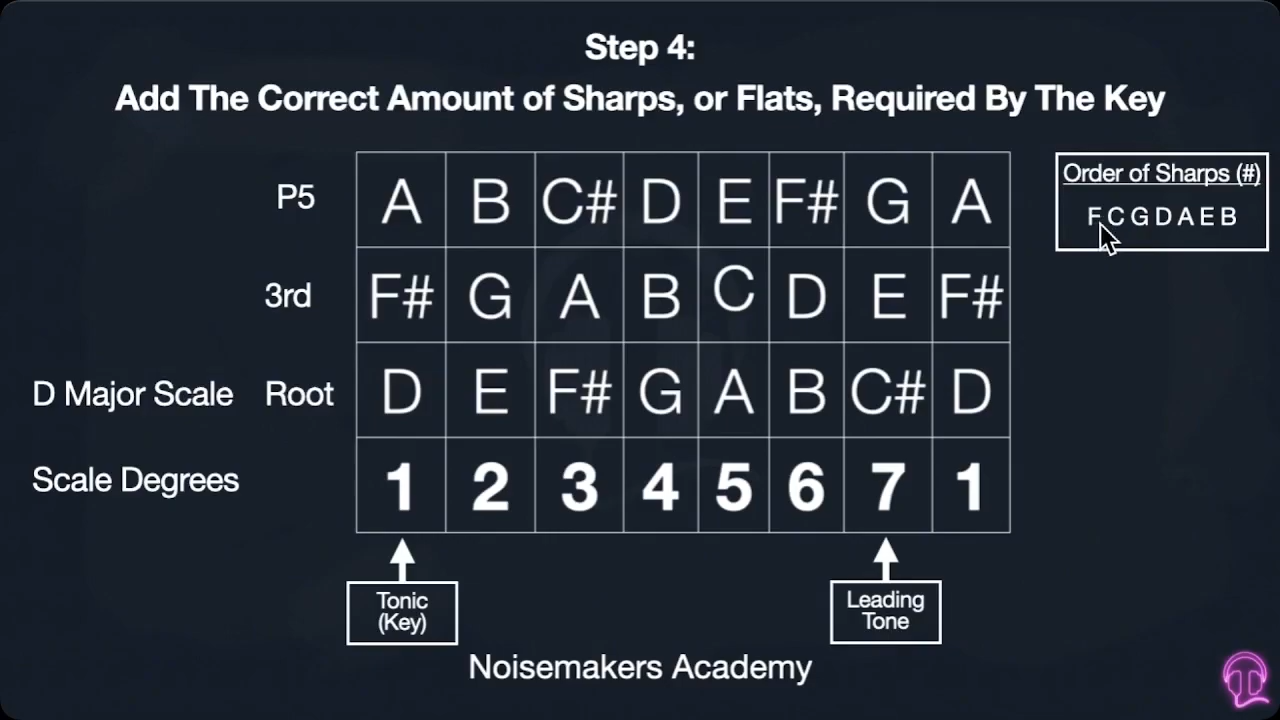 Step 4:
Add The Correct Amount of Sharps, or Flats, Required By The Key
Order of Sharps (#)
F C G D A E B
P5 A B C# D E F# G A
3rd F# G A B C D E F#
D Major Scale Root D E F# G A B C# D
Scale Degrees 1 2 3 4 5 6 7 1
Tonic
(Key)
Leading
Tone
Noisemakers Academy